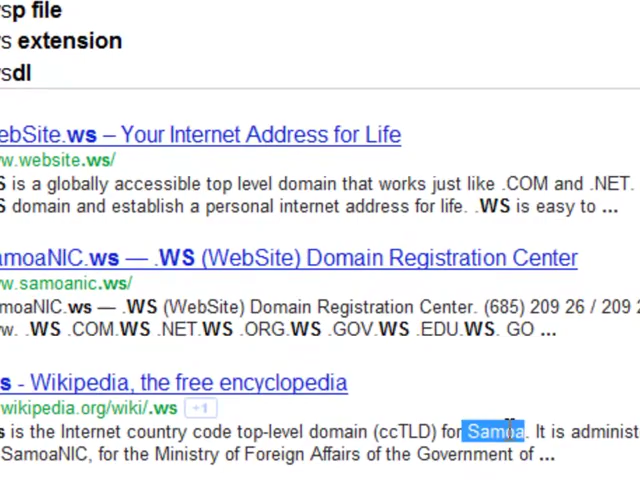 sp file
s extension
sdl
ebSite.ws – Your Internet Address for Life
w.website.ws/
S is a globally accessible top level domain that works just like .COM and .NET.
S domain and establish a personal internet address for life. .WS is easy to ...
amoaNIC.ws — .WS (WebSite) Domain Registration Center
w.samoanic.ws/
moaNIC.ws — .WS (WebSite) Domain Registration Center. (685) 209 26 / 209 2
w. .WS .COM.WS .NET.WS .ORG.WS .GOV.WS .EDU.WS. GO ...
s - Wikipedia, the free encyclopedia
wikipedia.org/wiki/.ws +1
s is the Internet country code top-level domain (ccTLD) for Samoa. It is administ
SamoaNIC, for the Ministry of Foreign Affairs of the Government of ...